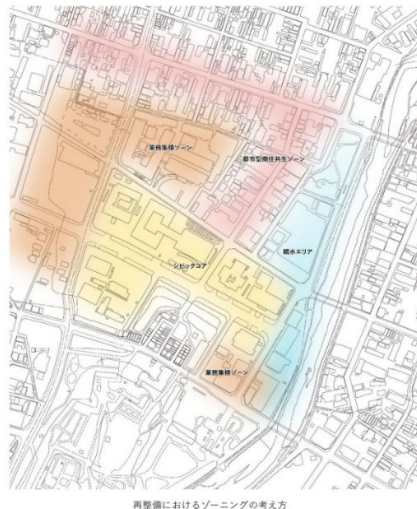 業務集積ゾーン
都市型商住共生ゾーン
親水エリア
シビックコア
業務集積ゾーン
再整備におけるゾーニングの考え方